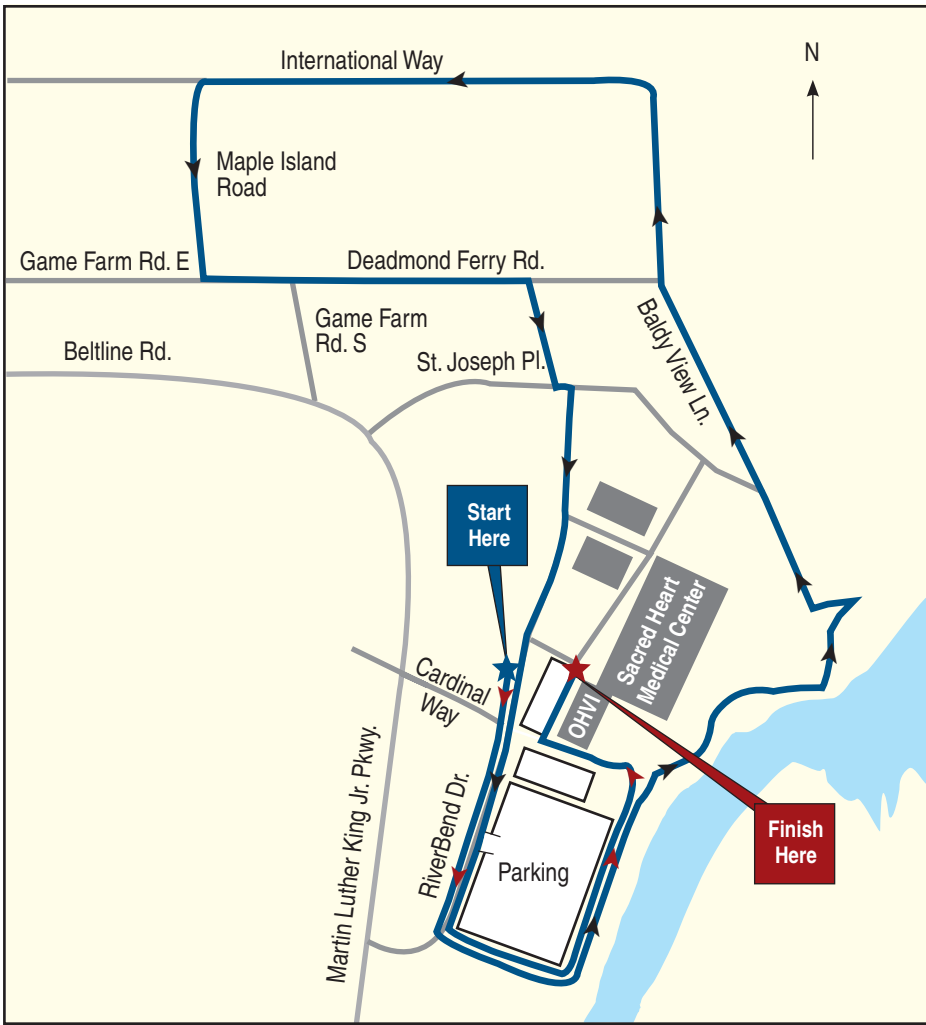 International Way
N
Maple Island
Road
Game Farm Rd. E
Deadmond Ferry Rd.
Game Farm
Rd. S
Baldy View Ln.
Beltline Rd.
St. Joseph Pl.
Start
Here
Sacred Heart
Medical Center
Cardinal
Way
OHVI
Martin Luther King Jr. Pkwy.
RiverBend Dr.
Parking
Finish
Here